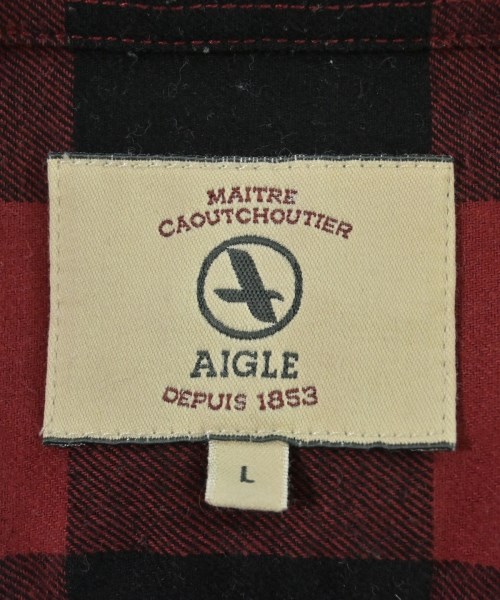 MAITRE
CAOUTCHOUTIER
AIGLE
DEPUIS 1853
L